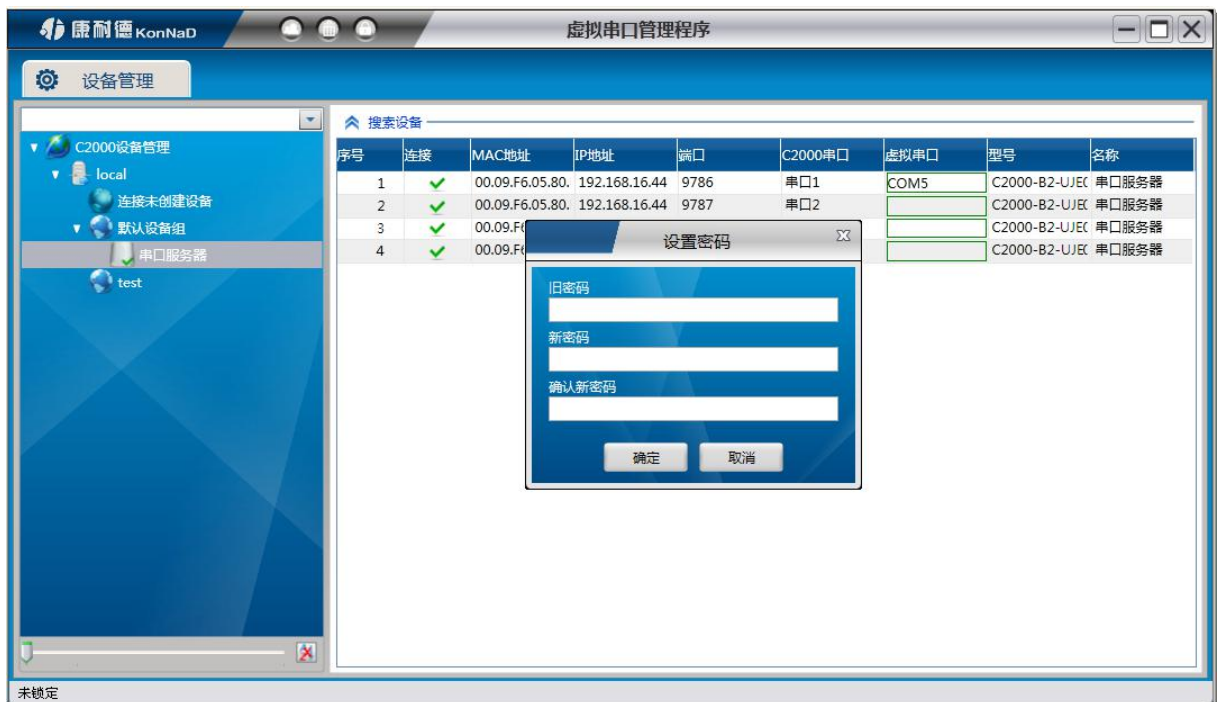 康耐德 KonNaD
虚拟串口管理程序
设备管理
C2000设备管理
local
连接未创建设备
默认设备组
串口服务器
test
搜素设备
序号 连接 MAC地址 IP地址 端口 C2000串口 虚拟串口 型号 名称
1 00.09.F6.05.80. 192.168.16.44 9786 串口1 COM5 C2000-B2-UJE( 串口服务器
2 00.09.F6.05.80. 192.168.16.44 9787 串口2 C2000-B2-UJE( 串口服务器
3 00.09.F6 C2000-B2-UJE( 串口服务器
4 00.09.F6 C2000-B2-UJE( 串口服务器
设置密码
旧密码
新密码
确认新密码
确定 取消
未锁定